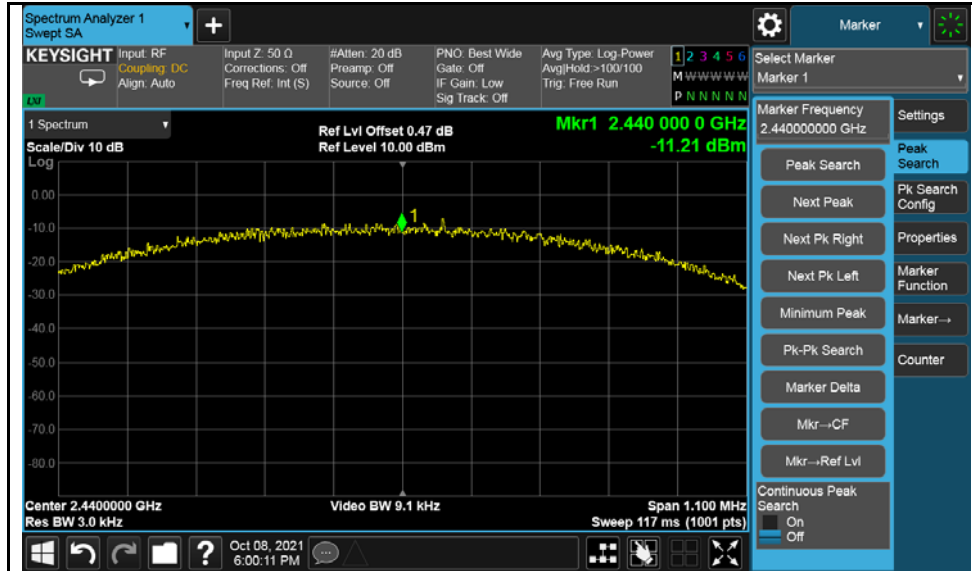 Spectrum Analyzer 1
Swept SA
+
Marker
KEYSIGHT
Input: RF
Coupling: DC
Align: Auto
Input Z: 50 Ω
Corrections: Off
Freq Ref: Int (S)
#Atten: 20 dB
Preamp: Off
Source: Off
PNO: Best Wide
Gate: Off
IF Gain: Low
Sig Track: Off
Avg Type: Log-Power
Avg|Hold:>100/100
Trig: Free Run
1 2 3 4 5 6
M W W W W W
P N N N N N
LXI
Select Marker
Marker 1
1 Spectrum
Scale/Div 10 dB
Log
Ref Lvl Offset 0.47 dB
Ref Level 10.00 dBm
Mkr1 2.440 000 0 GHz
-11.21 dBm
0.00
-10.0
-20.0
-30.0
-40.0
-50.0
-60.0
-70.0
-80.0
1
Center 2.4400000 GHz
Res BW 3.0 kHz
Video BW 9.1 kHz
Span 1.100 MHz
Sweep 117 ms (1001 pts)
Marker Frequency
2.440000000 GHz
Peak Search
Next Peak
Next Pk Right
Next Pk Left
Minimum Peak
Pk-Pk Search
Marker Delta
Mkr→CF
Mkr→Ref Lvl
Continuous Peak
Search
On
Off
Settings
Peak
Search
Pk Search
Config
Properties
Marker
Function
Marker→
Counter
?
Oct 08, 2021
6:00:11 PM